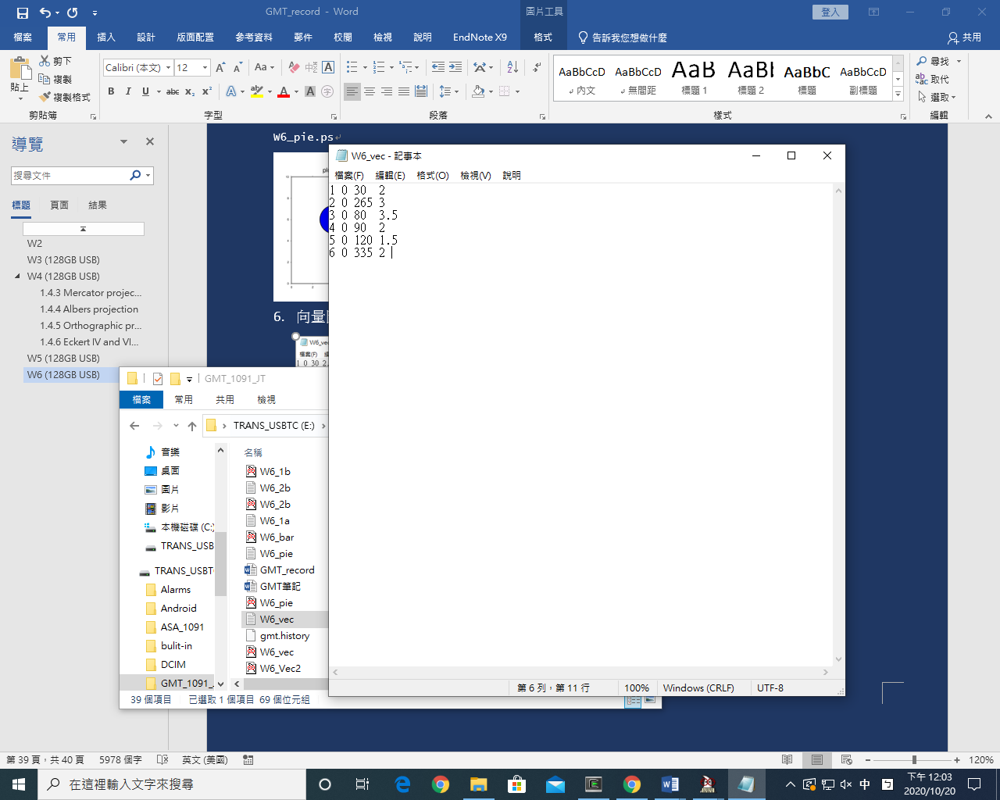 GMT_record - Word
圖片工具
登入
檔案 常用 插入 設計 版面配置 參考資料 郵件 校閱 檢視 說明 EndNote X9 格式 告訴我您想做什麼 共用
貼上
剪下
複製
複製格式
剪貼簿
Calibri (本文) 12
字型
段落
AaBbCcD AaBbCcD AaB AaBl AaBbC AaBbCcD
內文 無間距 標題 1 標題 2 標題 副標題
樣式
尋找
取代
選取
編輯
導覽
搜尋文件
標題 頁面 結果
W2
W3 (128GB USB)
W4 (128GB USB)
1.4.3 Mercator projec...
1.4.4 Albers projection
1.4.5 Orthographic pr...
1.4.6 Eckert IV and VI...
W5 (128GB USB)
W6 (128GB USB)
W6_pie.ps
6. 向量
W6_vec - 記事本
檔案(F) 編輯(E) 格式(O) 檢視(V) 說明
1 0 30 2
2 0 265 3
3 0 80 3.5
4 0 90 2
5 0 120 1.5
6 0 335 2
第 6 列，第 11 行 100% Windows (CRLF) UTF-8
GMT_1091_JT
檔案 常用 共用 檢視
TRANS_USBTC (E:)
音樂
桌面
圖片
影片
本機磁碟 (C:)
TRANS_USB
TRANS_USBT
Alarms
Android
ASA_1091
bulit-in
DCIM
GMT_1091_
名稱
W6_1b
W6_2b
W6_2b
W6_1a
W6_bar
W6_pie
GMT_record
GMT筆記
W6_pie
W6_vec
gmt.history
W6_vec
W6_Vec2
39 個項目 已選取 1 個項目 69 個位元組
第 39 頁，共 40 頁 5978 個字 英文 (美國) 120%
在這裡輸入文字來搜尋
中
下午 12:03
2020/10/20